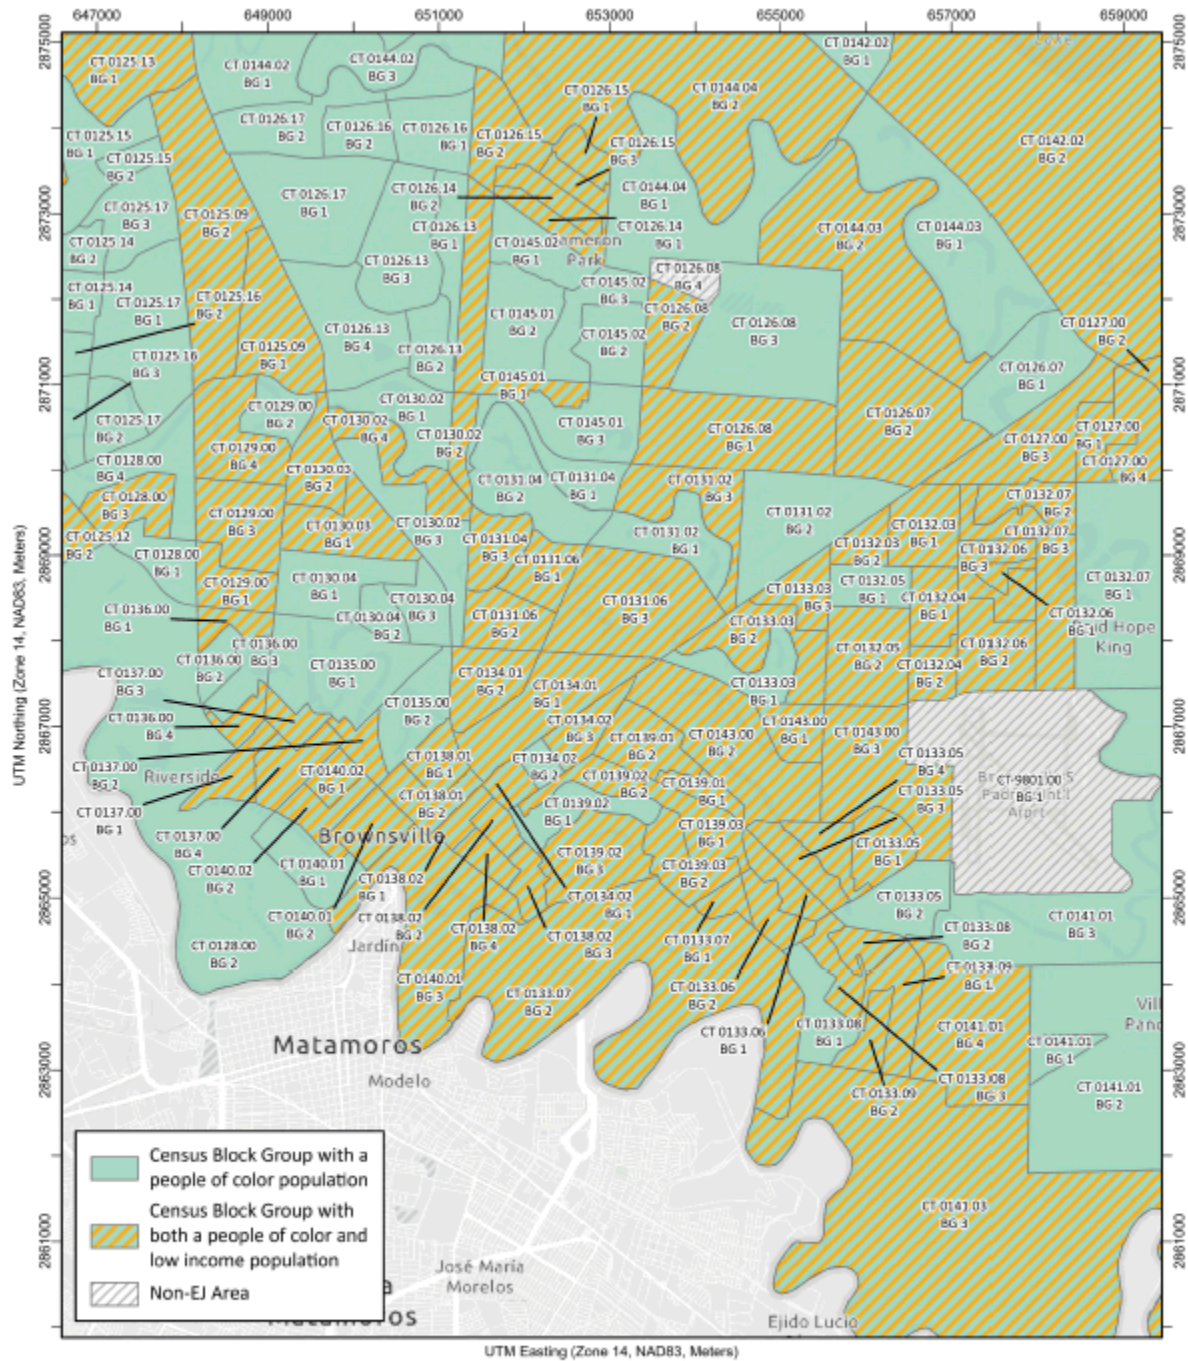 647000 649000 651000 653000 655000 657000 659000
2875000
2873000
2871000
2869000
2867000
2865000
2863000
2861000
UTM Northing (Zone 14, NAD83, Meters)
2875000
2873000
2871000
2869000
2867000
2865000
2863000
2861000
CT 0125.13
BG 1
CT 0144.02
BG 1
CT 0144.02
BG 3
CT 0142.02
BG 1
Lake
CT 0126.15
BG 1
CT 0144.04
BG 2
CT 0126.17
BG 2
CT 0126.16
BG 2
CT 0126.16
BG 1
CT 0126.15
BG 2
CT 0126.15
BG 3
CT 0142.02
BG 2
CT 0125.15
BG 1
CT 0125.15
BG 2
CT 0126.17
BG 1
CT 0126.14
BG 2
CT 0144.04
BG 1
CT 0125.17
BG 3
CT 0125.09
BG 2
CT 0126.13
BG 1
CT 0126.14
BG 1
CT 0144.03
BG 2
CT 0144.03
BG 1
CT 0125.14
BG 2
CT 0145.02
BG 1
Cameron
Park
CT 0126.13
BG 3
CT 0126.08
BG 4
CT 0125.14
BG 1
CT 0125.17
BG 1
CT 0125.16
BG 2
CT 0145.02
BG 3
CT 0145.01
BG 2
CT 0126.08
BG 2
CT 0126.08
BG 3
CT 0127.00
BG 2
CT 0126.13
BG 4
CT 0145.02
BG 2
CT 0125.09
BG 1
CT 0126.13
BG 2
CT 0125.16
BG 3
CT 0126.07
BG 1
CT 0145.01
BG 1
CT 0129.00
BG 2
CT 0130.02
BG 1
CT 0125.17
BG 2
CT 0130.02
BG 4
CT 0130.02
BG 2
CT 0145.01
BG 3
CT 0126.08
BG 1
CT 0126.07
BG 2
CT 0127.00
BG 3
CT 0127.00
BG 1
CT 0129.00
BG 4
CT 0128.00
BG 4
CT 0127.00
BG 4
CT 0130.03
BG 2
CT 0131.04
BG 2
CT 0131.04
BG 1
CT 0131.02
BG 3
CT 0128.00
BG 3
CT 0132.07
BG 2
CT 0129.00
BG 3
CT 0130.03
BG 1
CT 0130.02
BG 3
CT 0131.02
BG 1
CT 0131.02
BG 2
CT 0132.03
BG 1
CT 0132.07
BG 3
CT 0125.12
BG 2
CT 0131.04
BG 3
CT 0132.03
BG 2
CT 0132.06
BG 3
CT 0128.00
BG 1
CT 0131.06
BG 1
CT 0129.00
BG 1
CT 0130.04
BG 1
CT 0133.03
BG 3
CT 0132.05
BG 1
CT 0132.07
BG 1
CT 0130.04
BG 3
CT 0131.06
BG 3
CT 0132.04
BG 1
CT 0136.00
BG 1
CT 0130.04
BG 2
CT 0131.06
BG 2
CT 0133.03
BG 2
CT 0132.06
BG 1
CT 0132.06
BG 2
King
CT 0136.00
BG 3
CT 0132.05
BG 2
CT 0136.00
BG 2
CT 0135.00
BG 1
CT 0132.04
BG 2
CT 0137.00
BG 3
CT 0134.01
BG 2
CT 0134.01
BG 1
CT 0133.03
BG 1
CT 0135.00
BG 2
CT 0136.00
BG 4
CT 0134.02
BG 3
CT 0139.01
BG 2
CT 0143.00
BG 2
CT 0143.00
BG 1
CT 0143.00
BG 3
CT 0138.01
BG 1
CT 0134.02
BG 2
CT 0133.05
BG 4
CT 0137.00
BG 2
Riverside
CT 0140.02
BG 1
CT 0139.02
BG 2
CT 0139.01
BG 1
CT-9801.00
BG 1
CT 0133.05
BG 3
CT 0138.01
BG 2
CT 0139.02
BG 1
CT 0137.00
BG 1
CT 0139.03
BG 1
CT 0137.00
BG 4
Brownsville
CT 0133.05
BG 1
CT 0139.02
BG 3
CT 0139.03
BG 2
CT 0140.02
BG 2
CT 0140.01
BG 1
CT 0138.02
BG 1
CT 0134.02
BG 1
CT 0133.05
BG 2
CT 0140.01
BG 2
CT 0138.02
BG 2
CT 0138.02
BG 4
CT 0138.02
BG 3
CT 0133.07
BG 1
CT 0133.08
BG 2
CT 0141.01
BG 3
CT 0128.00
BG 2
Jardín
CT 0140.01
BG 3
CT 0133.07
BG 2
CT 0133.06
BG 2
CT 0133.09
BG 1
CT 0133.06
BG 1
CT 0133.08
BG 1
CT 0141.01
BG 4
Matamoros
CT 0141.01
BG 1
Modelo
CT 0133.09
BG 2
CT 0133.08
BG 3
CT 0141.01
BG 2
CT 0141.03
BG 3
Census Block Group with a
people of color population
Census Block Group with
both a people of color and
low income population
Non-EJ Area
José María
Morelos
Ejido Lucio
UTM Easting (Zone 14, NAD83, Meters)